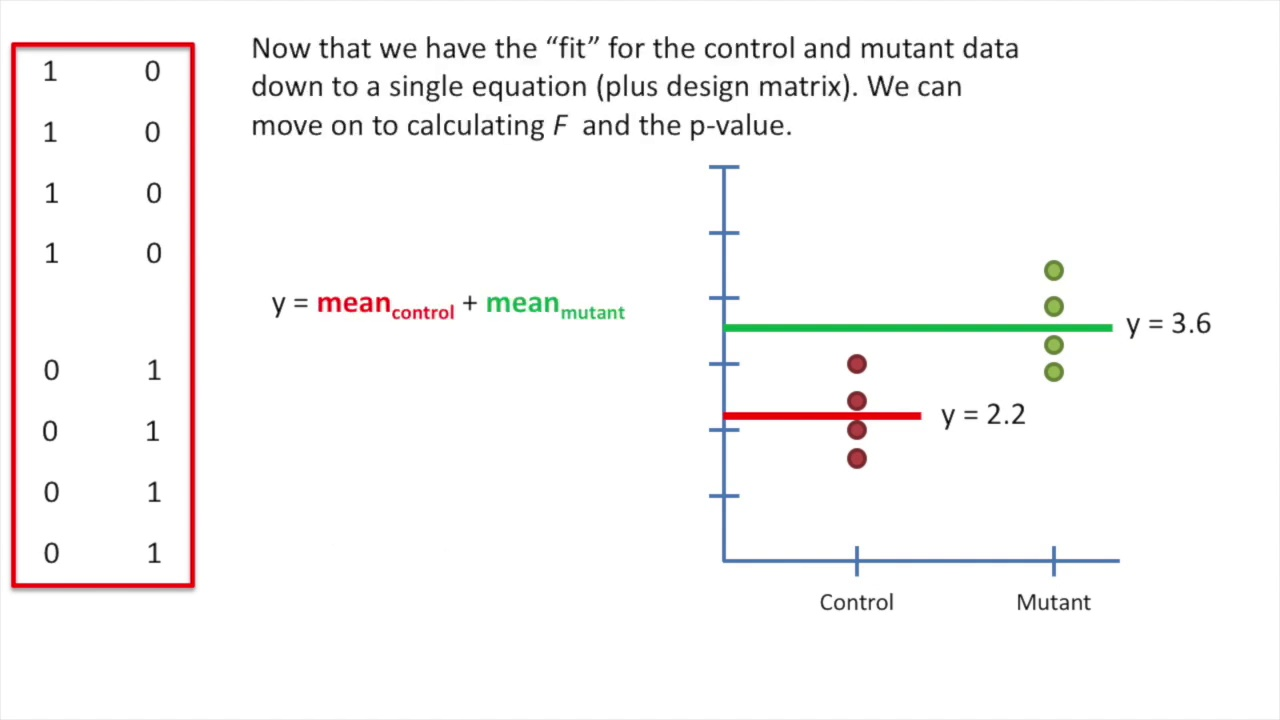 Now that we have the “fit” for the control and mutant data
down to a single equation (plus design matrix). We can
move on to calculating F and the p-value.
1 0
1 0
1 0
1 0
0 1
0 1
0 1
0 1
y = meancontrol + meanmutant
y = 3.6
y = 2.2
Control Mutant